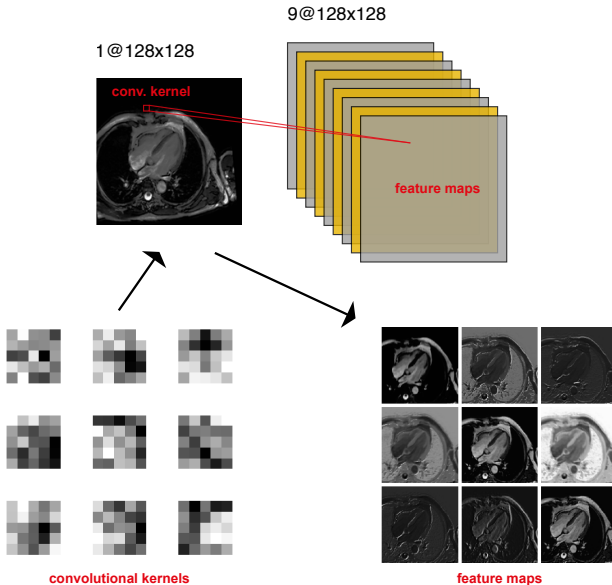 9@128x128
1@128x128
conv. kernel
feature maps
convolutional kernels
feature maps